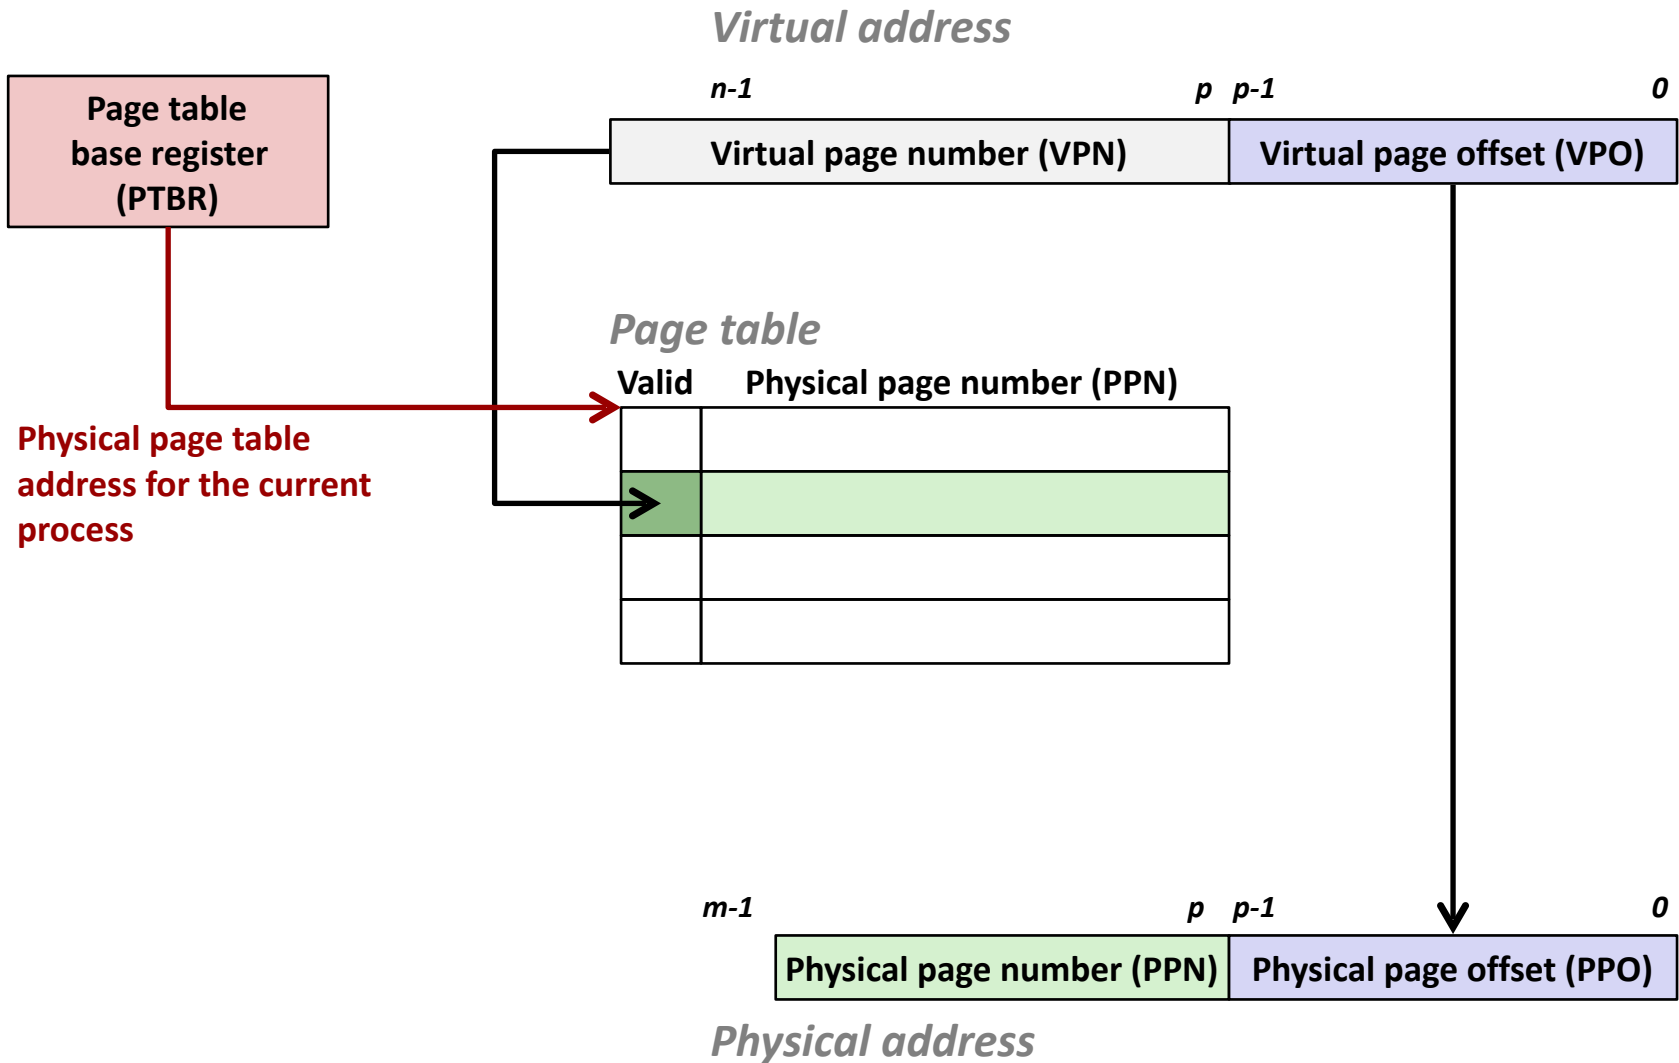 Virtual address
n-1 p p-1 0
Page table
base register
(PTBR)
Virtual page number (VPN) Virtual page offset (VPO)
Page table
Valid Physical page number (PPN)
Physical page table
address for the current
process
m-1 p p-1 0
Physical page number (PPN) Physical page offset (PPO)
Physical address